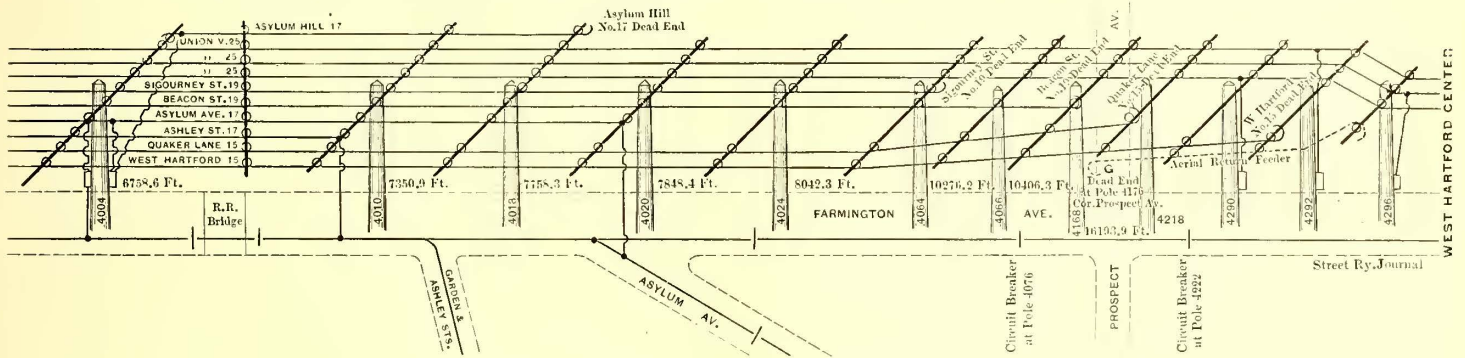 ASYLUM HILL 17
UNION V.25
" 25
" 25
SIGOURNEY ST.19
BEACON ST.19
ASYLUM AVE.17
ASHLEY ST.17
QUAKER LANE 15
WEST HARTFORD 15
Asylum Hill
No.17 Dead End
Sigourney St.
No.19 Dead End
Beacon St.
No.19 Dead End
Quaker Lane
No.15 Dead End
AV.
W. Hartford
No.15 Dead End
Aerial Return Feeder
G
Dead End
At Pole 4176
Cor. Prospect Av.
6758.6 Ft.
7350.9 Ft.
7758.3 Ft.
7848.4 Ft.
8042.3 Ft.
10276.2 Ft.
10406.3 Ft.
16193.9 Ft.
4004
4010
4018
4020
4024
4064
4066
4168
4218
4290
4292
4296
R.R.
Bridge
FARMINGTON AVE.
GARDEN &
ASHLEY STS.
ASYLUM AV.
Circuit Breaker
at Pole 4076
PROSPECT
Circuit Breaker
at Pole 4222
WEST HARTFORD CENTER
Street Ry. Journal